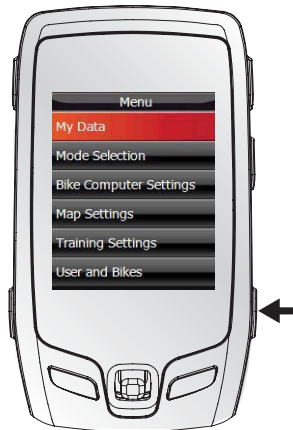 Menu
My Data
Mode Selection
Bike Computer Settings
Map Settings
Training Settings
User and Bikes